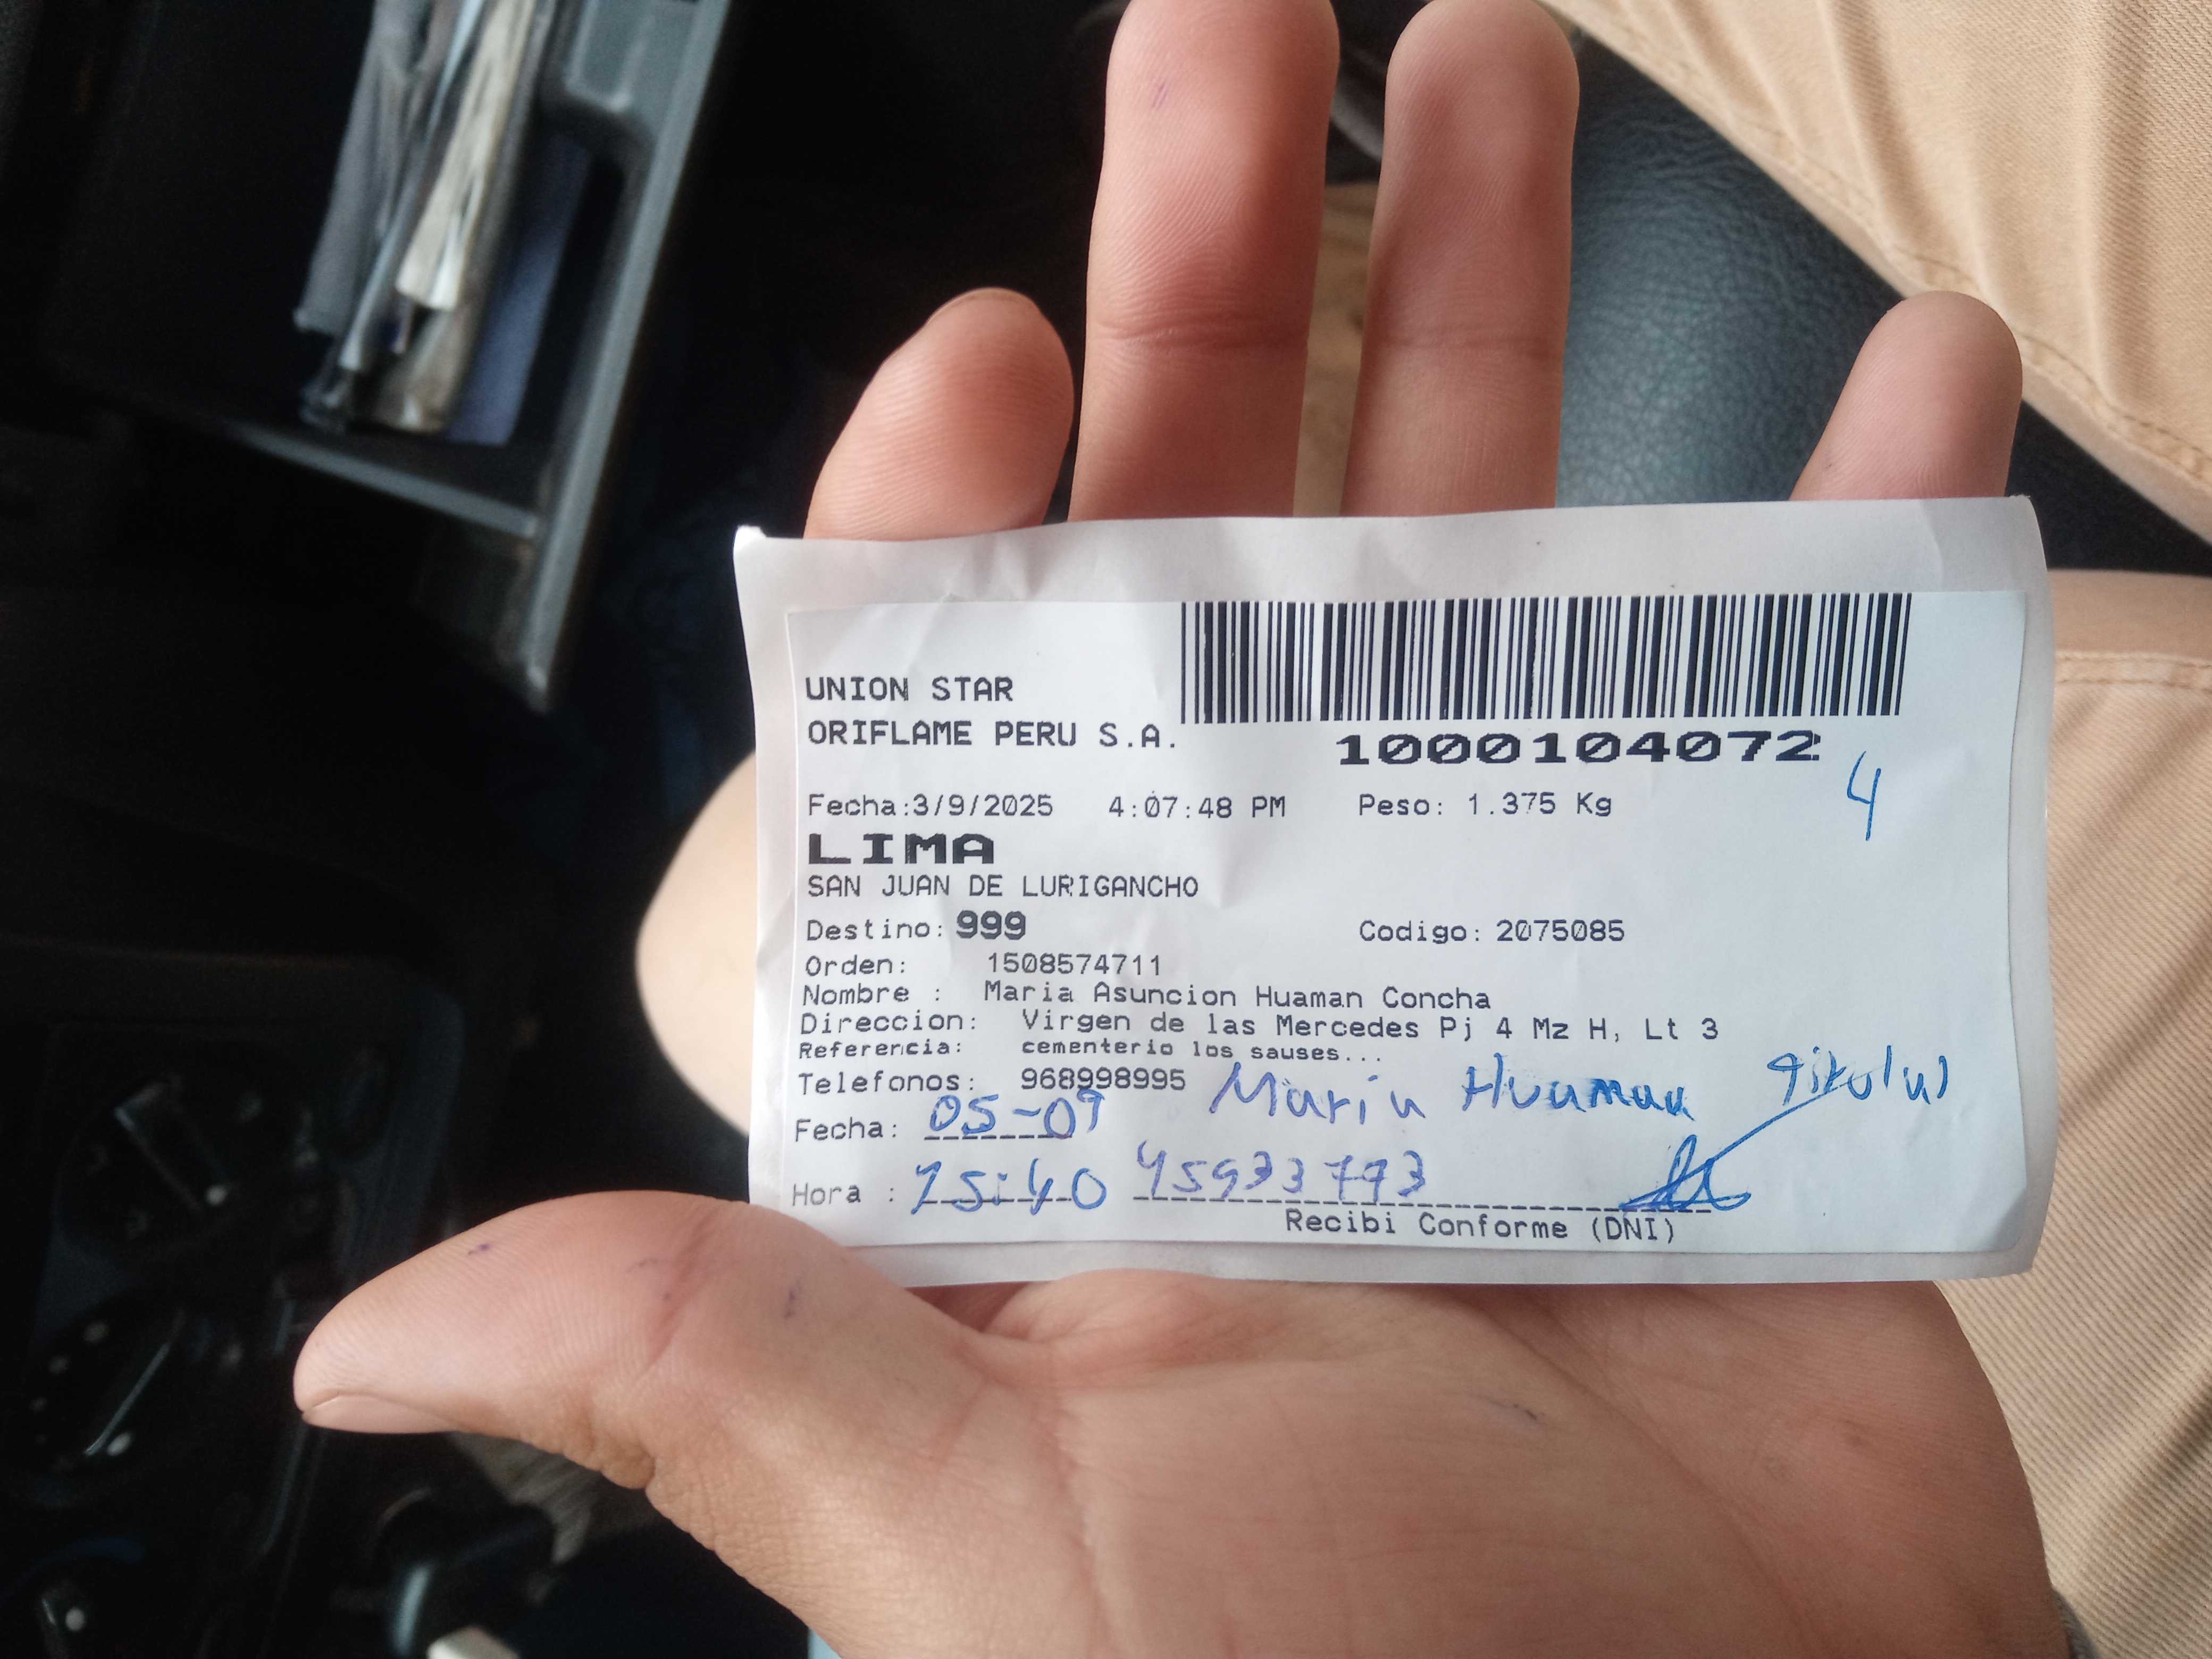 UNION STAR
ORIFLAME PERU S.A.
1000104072
4
Fecha:3/9/2025 4:07:48 PM Peso: 1.375 Kg
LIMA
SAN JUAN DE LURIGANCHO
Destino: 999 Codigo: 2075085
Orden: 1508574711
Nombre : Maria Asuncion Huaman Concha
Direccion: Virgen de las Mercedes Pj 4 Mz H, Lt 3
Referencia: cementerio los sauses...
Telefonos: 968998995
Maria Huaman titular
Fecha: 05-09
Hora : 15:40 45933773
Recibi Conforme (DNI)